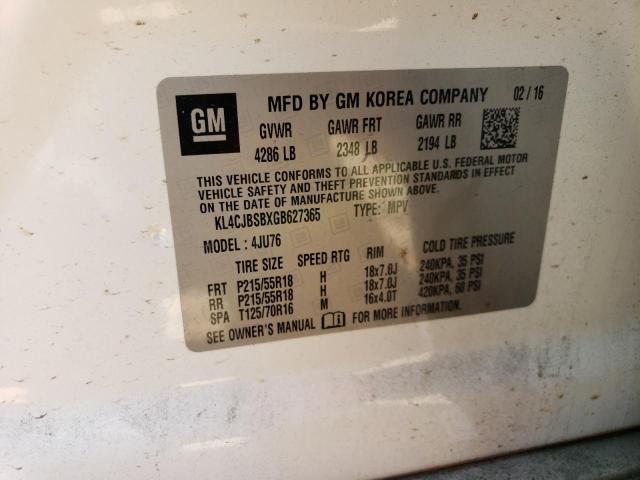 GM
MFD BY GM KOREA COMPANY 02/16
GVWR GAWR FRT GAWR RR
4286 LB 2348 LB 2194 LB
THIS VEHICLE CONFORMS TO ALL APPLICABLE U.S. FEDERAL MOTOR
VEHICLE SAFETY AND THEFT PREVENTION STANDARDS IN EFFECT
ON THE DATE OF MANUFACTURE SHOWN ABOVE.
KL4CJBSBXGB627365 TYPE: MPV
MODEL: 4JU76
TIRE SIZE SPEED RTG RIM COLD TIRE PRESSURE
FRT P215/55R18 H 18x7.0J 240KPA, 35 PSI
RR P215/55R18 H 18x7.0J 240KPA, 35 PSI
SPA T125/70R16 M 16x4.0T 420KPA, 60 PSI
SEE OWNER'S MANUAL FOR MORE INFORMATION